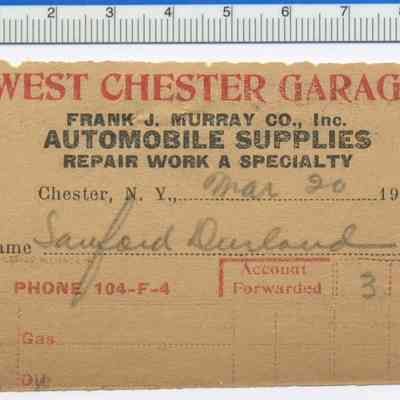 2 3 4 5 6 7 8
WEST CHESTER GARAG
FRANK J. MURRAY CO., Inc.
AUTOMOBILE SUPPLIES
REPAIR WORK A SPECIALTY
Chester, N. Y., Mar 20 19
ame Sanford Durland
PHONE 104-F-4
Account
Forwarded 3
Gas
Oil